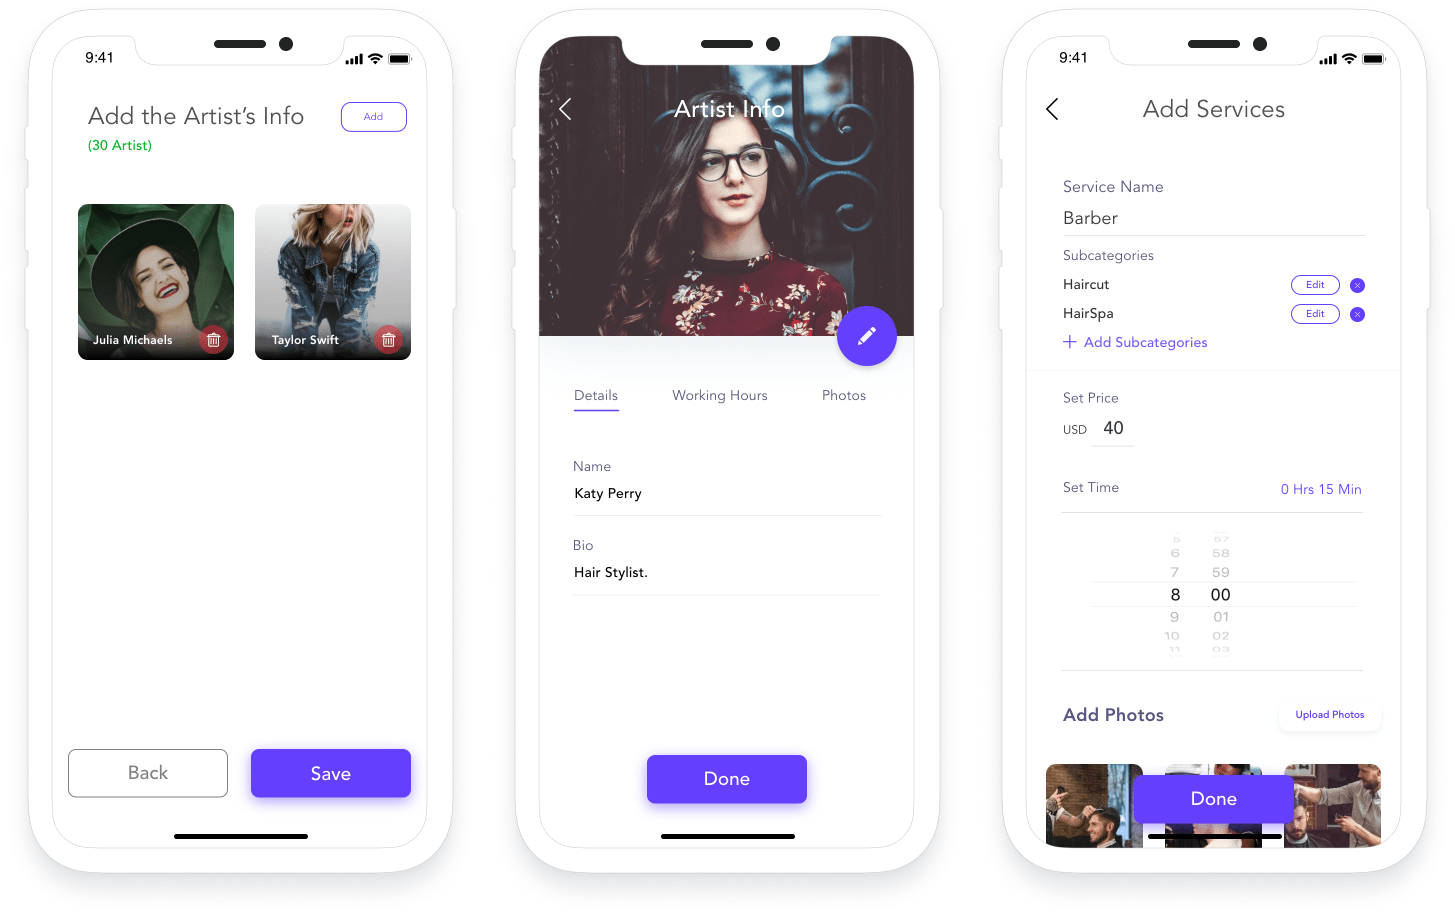 9:41
Add the Artist's Info
Add
(30 Artist)
Julia Michaels
Taylor Swift
Back
Save
Artist Info
Details
Working Hours
Photos
Name
Katy Perry
Bio
Hair Stylist.
Done
9:41
Add Services
Service Name
Barber
Subcategories
Haircut
Edit
HairSpa
Edit
+ Add Subcategories
Set Price
USD 40
Set Time
0 Hrs 15 Min
5 57
6 58
7 59
8 00
9 01
10 02
11 03
Add Photos
Upload Photos
Done